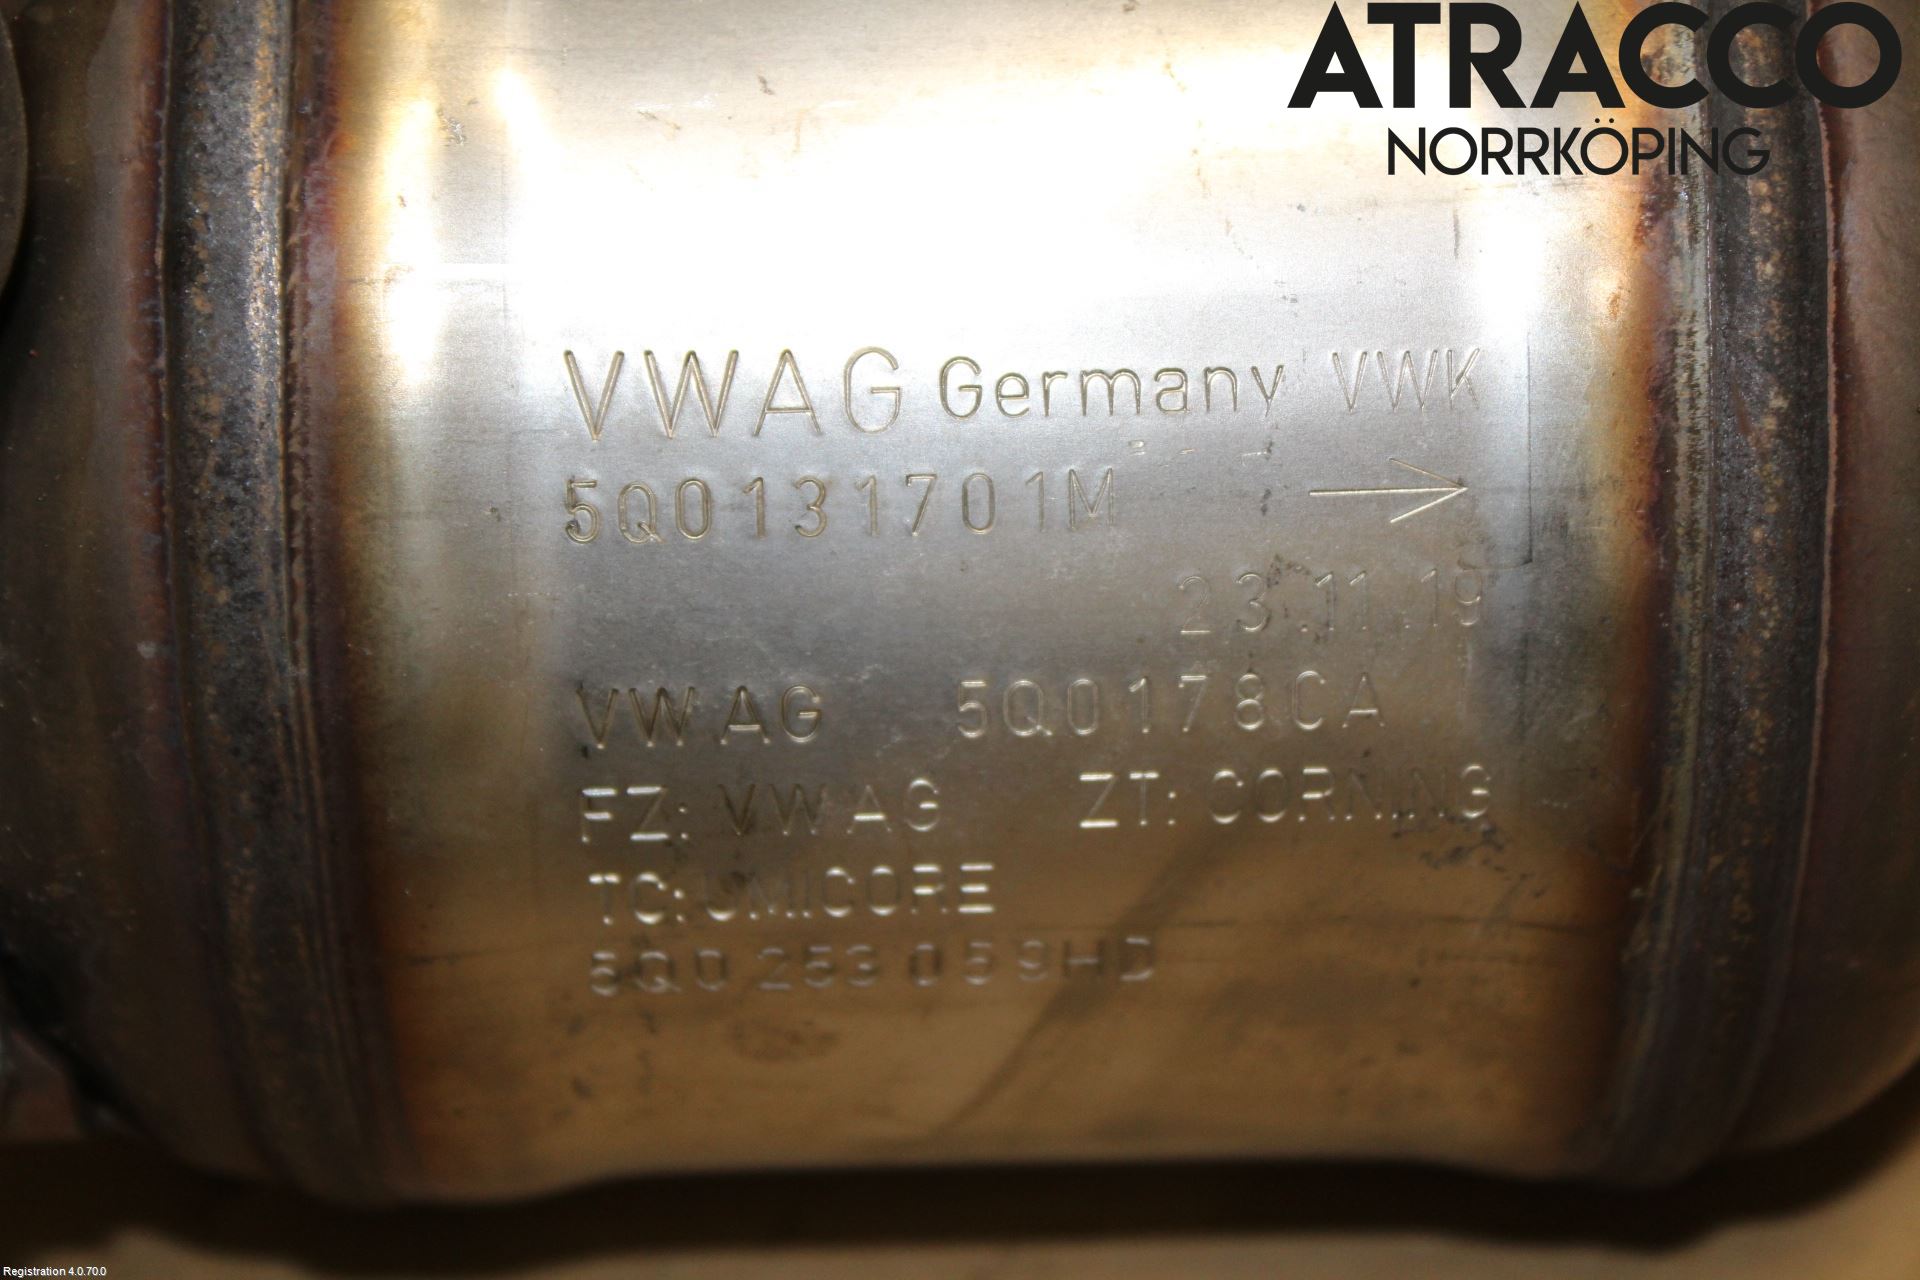 ATRACCO
NORRKÖPING
VWAG Germany VWK
5Q0131701M →
23.11.19
VWAG 5Q0178CA
FZ: VWAG ZT: CORNING
TC: UMICORE
5Q0253059HD
Registration 4.0.70.0